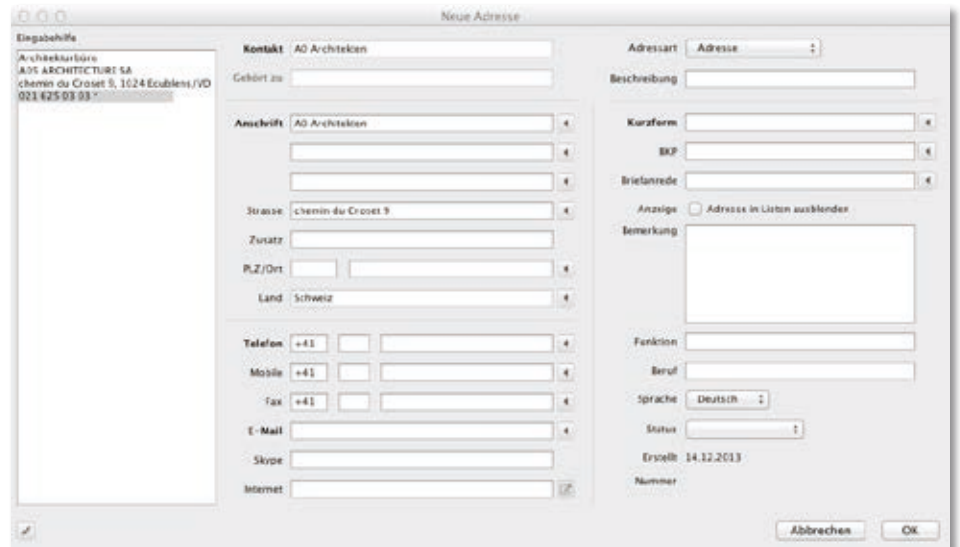 Neue Adresse
Eingabehilfe
Architekturbüro
A05 ARCHITECTURE SA
chemin du Croset 9, 1024 Ecublens/VD
021 625 03 03 *
Kontakt A0 Architekten
Gehört zu
Anschrift A0 Architekten
Strasse chemin du Croset 9
Zusatz
PLZ/Ort
Land Schweiz
Telefon +41
Mobile +41
Fax +41
E-Mail
Skype
Internet
Adressart Adresse
Beschreibung
Kurzform
BKP
Briefanrede
Anzeige Adresse in Listen ausblenden
Bemerkung
Funktion
Beruf
Sprache Deutsch
Status
Erstellt 14.12.2013
Nummer
Abbrechen OK